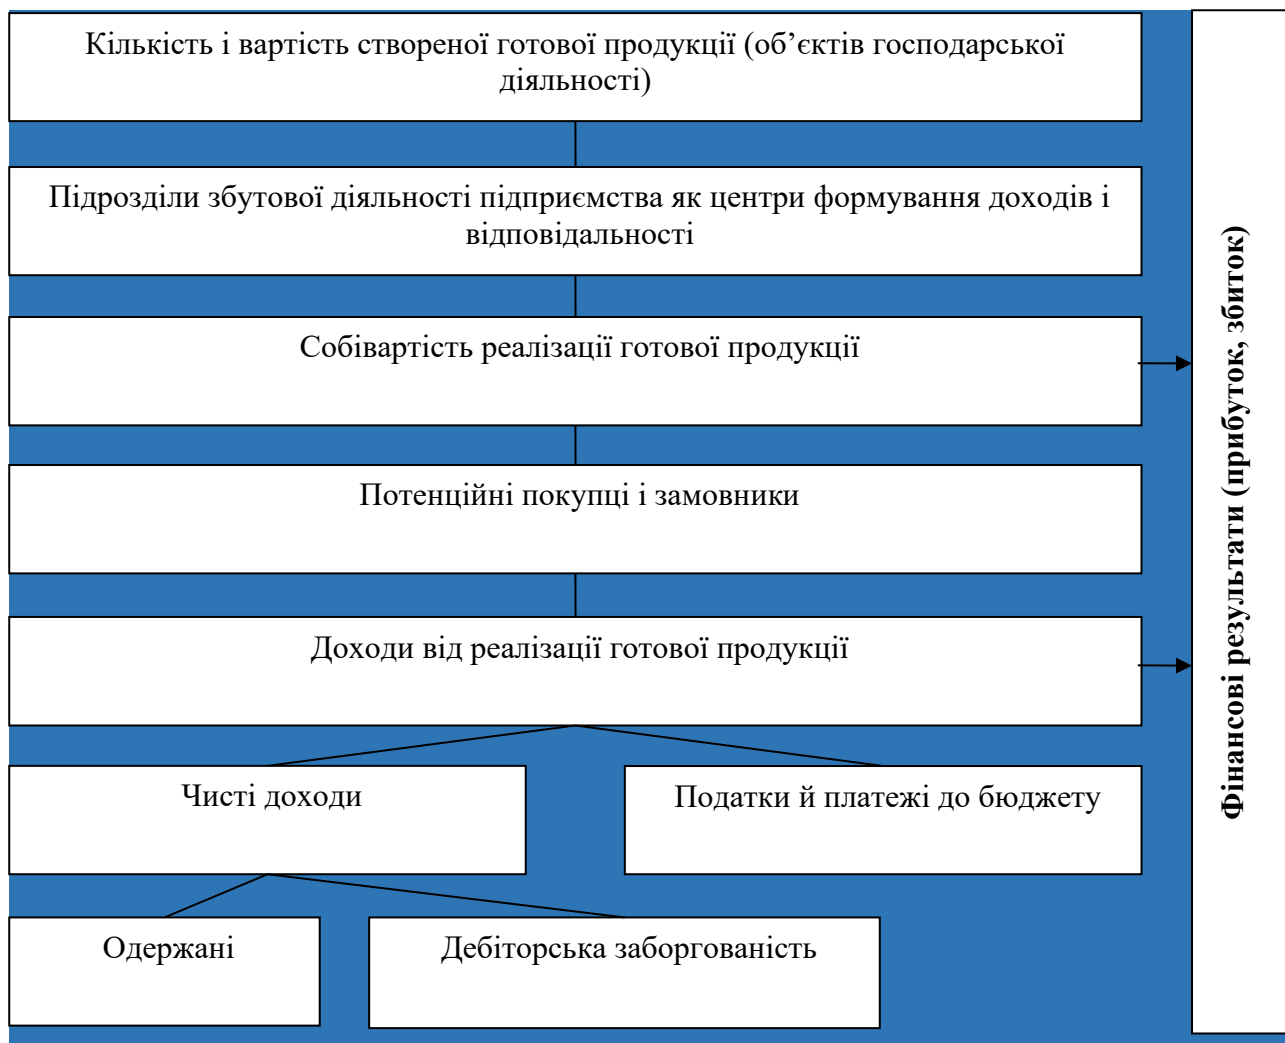 Кількість і вартість створеної готової продукції (об’єктів господарської
діяльності)
Підрозділи збутової діяльності підприємства як центри формування доходів і
відповідальності
Собівартість реалізації готової продукції
Потенційні покупці і замовники
Доходи від реалізації готової продукції
Чисті доходи
Податки й платежі до бюджету
Одержані
Дебіторська заборгованість
Фінансові результати (прибуток, збиток)